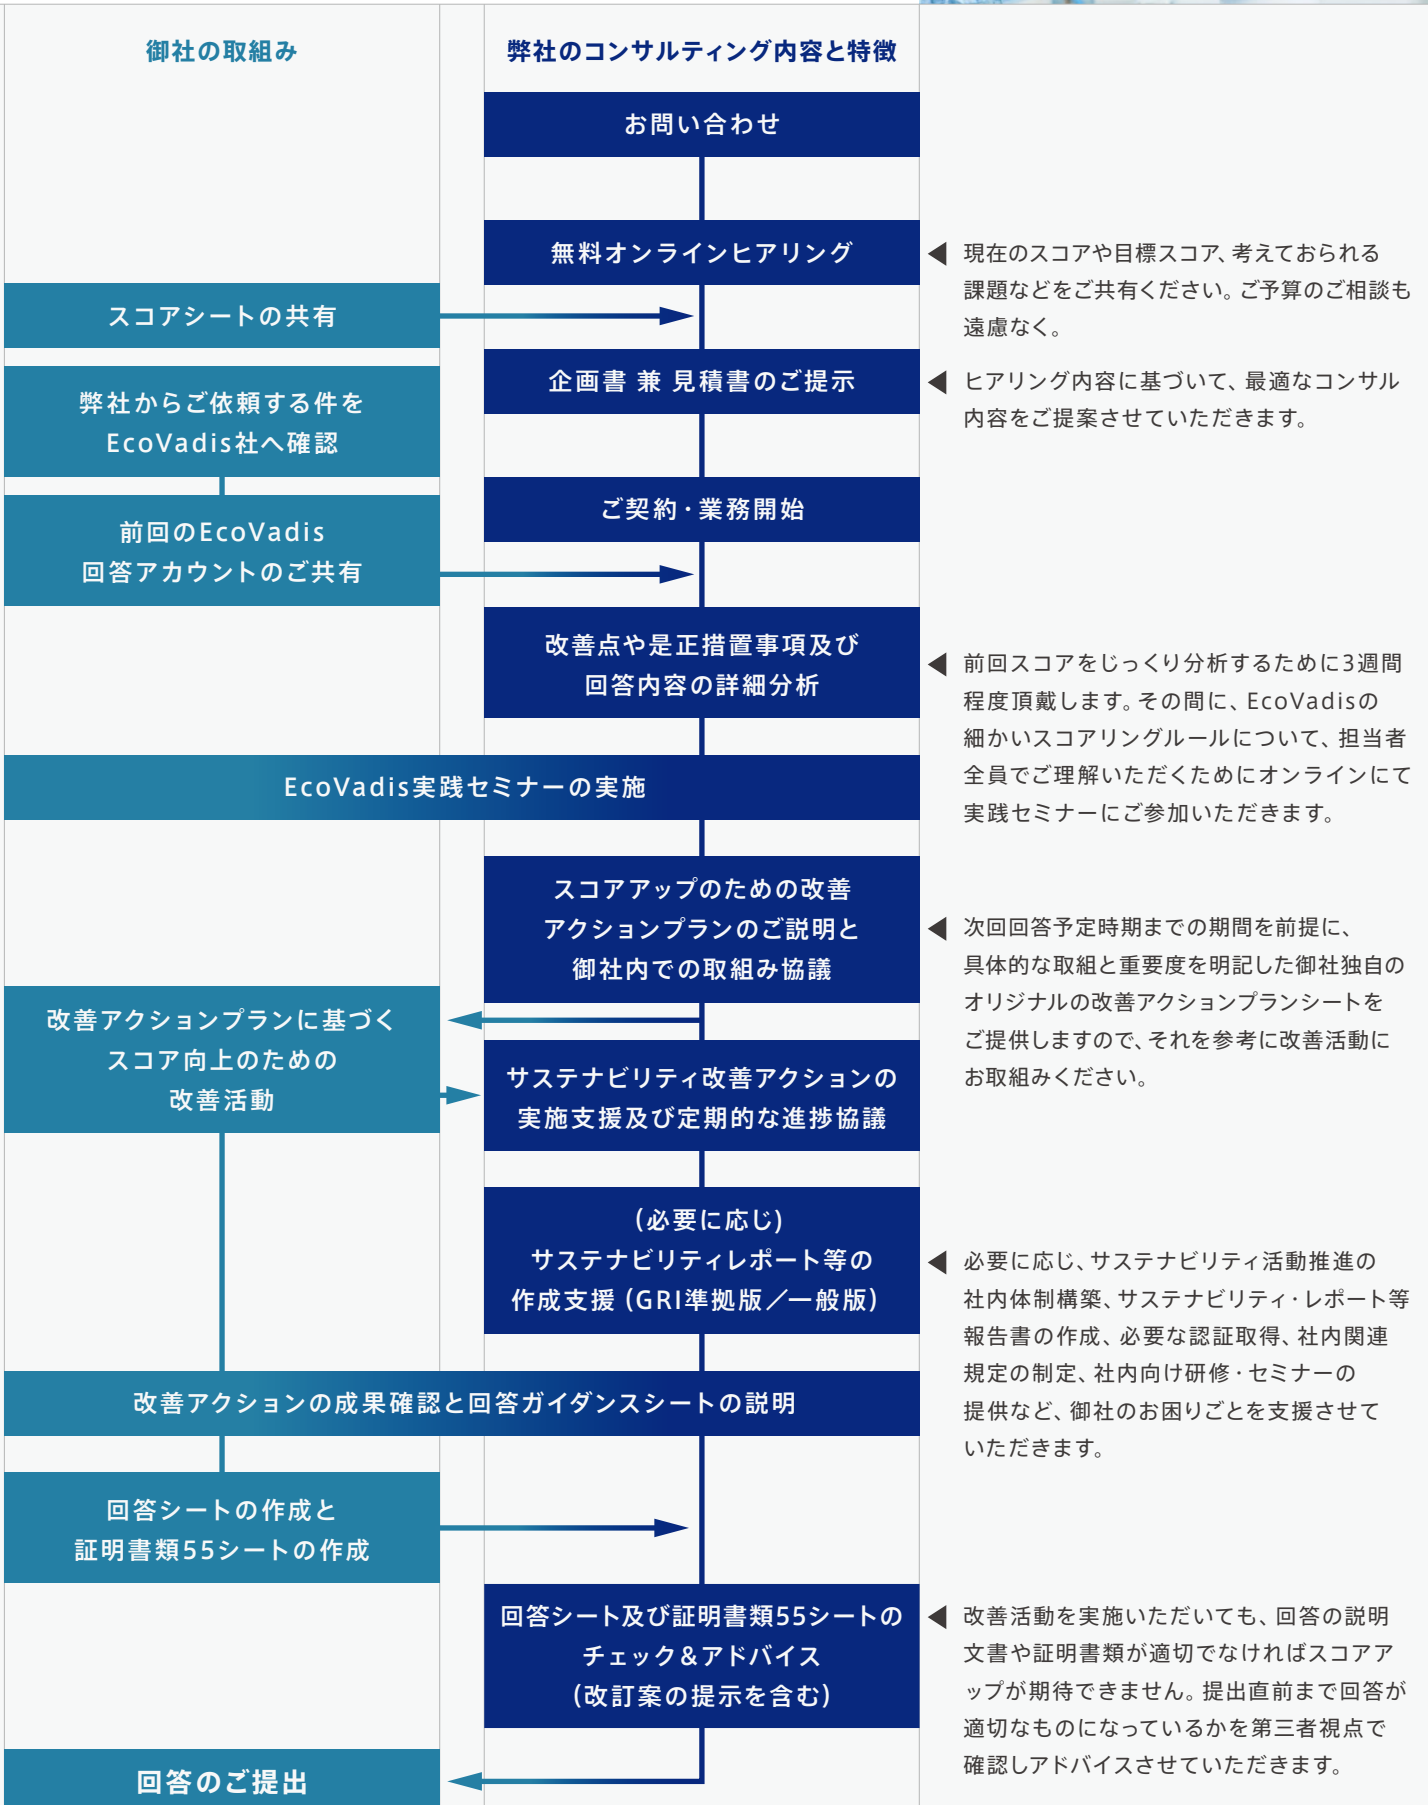 御社の取組み
弊社のコンサルティング内容と特徴
お問い合わせ
無料オンラインヒアリング
現在のスコアや目標スコア、考えておられる
課題などをご共有ください。ご予算のご相談も
遠慮なく。
スコアシートの共有
企画書 兼 見積書のご提示
ヒアリング内容に基づいて、最適なコンサル
内容をご提案させていただきます。
弊社からご依頼する件を
EcoVadis社へ確認
ご契約・業務開始
前回のEcoVadis
回答アカウントのご共有
改善点や是正措置事項及び
回答内容の詳細分析
前回スコアをじっくり分析するために3週間
程度頂戴します。その間に、EcoVadisの
細かいスコアリングルールについて、担当者
全員でご理解いただくためにオンラインにて
実践セミナーにご参加いただきます。
EcoVadis実践セミナーの実施
スコアアップのための改善
アクションプランのご説明と
御社内での取組み協議
次回回答予定時期までの期間を前提に、
具体的な取組と重要度を明記した御社独自の
オリジナルの改善アクションプランシートを
ご提供しますので、それを参考に改善活動に
お取組みください。
改善アクションプランに基づく
スコア向上のための
改善活動
サステナビリティ改善アクションの
実施支援及び定期的な進捗協議
(必要に応じ)
サステナビリティレポート等の
作成支援(GRI準拠版／一般版)
必要に応じ、サステナビリティ活動推進の
社内体制構築、サステナビリティ・レポート等
報告書の作成、必要な認証取得、社内関連
規定の制定、社内向け研修・セミナーの
提供など、御社のお困りごとを支援させて
いただきます。
改善アクションの成果確認と回答ガイダンスシートの説明
回答シートの作成と
証明書類55シートの作成
回答シート及び証明書類55シートの
チェック&アドバイス
(改訂案の提示を含む)
改善活動を実施いただいても、回答の説明
文書や証明書類が適切でなければスコアア
ップが期待できません。提出直前まで回答が
適切なものになっているかを第三者視点で
確認しアドバイスさせていただきます。
回答のご提出